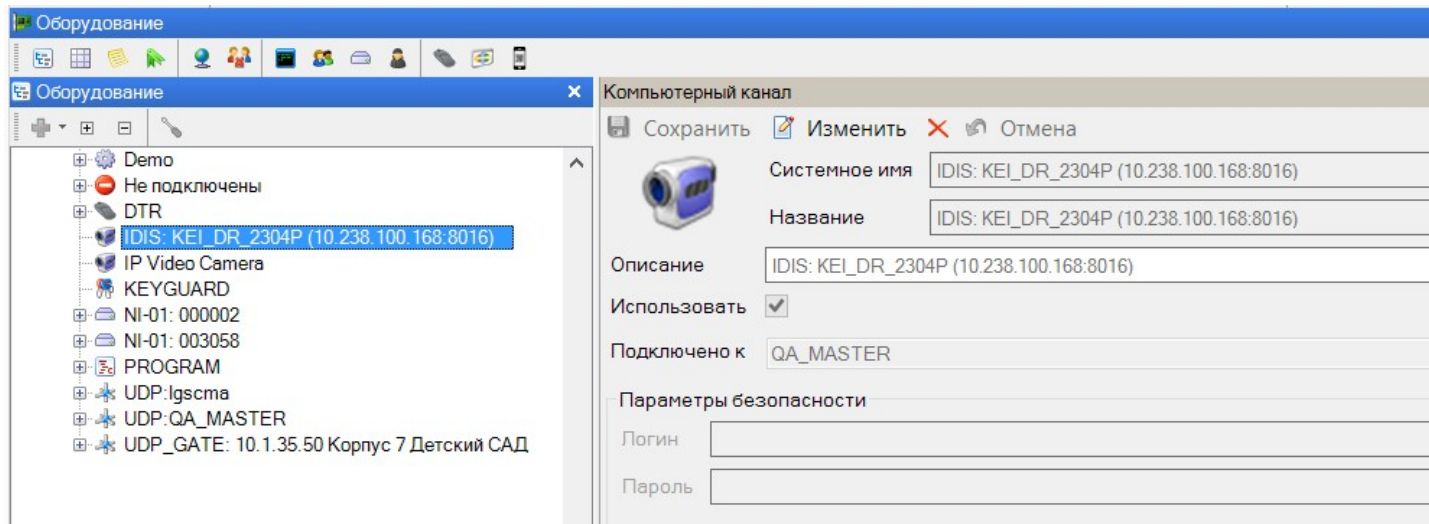 Оборудование
Оборудование
Demo
Не подключены
DTR
IDIS: KEI_DR_2304P (10.238.100.168:8016)
IP Video Camera
KEYGUARD
NI-01: 000002
NI-01: 003058
PROGRAM
UDP:lgscma
UDP:QA_MASTER
UDP_GATE: 10.1.35.50 Корпус 7 Детский САД
Компьютерный канал
Сохранить Изменить Отмена
Системное имя IDIS: KEI_DR_2304P (10.238.100.168:8016)
Название IDIS: KEI_DR_2304P (10.238.100.168:8016)
Описание IDIS: KEI_DR_2304P (10.238.100.168:8016)
Использовать
Подключено к QA_MASTER
Параметры безопасности
Логин
Пароль